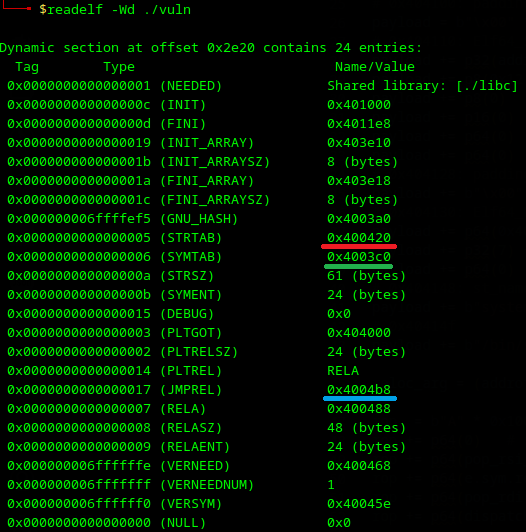 $readelf -Wd ./vuln
Dynamic section at offset 0x2e20 contains 24 entries:
Tag Type Name/Value
0x0000000000000001 (NEEDED) Shared library: [./libc]
0x000000000000000c (INIT) 0x401000
0x000000000000000d (FINI) 0x4011e8
0x0000000000000019 (INIT_ARRAY) 0x403e10
0x000000000000001b (INIT_ARRAYSZ) 8 (bytes)
0x000000000000001a (FINI_ARRAY) 0x403e18
0x000000000000001c (FINI_ARRAYSZ) 8 (bytes)
0x000000006ffffef5 (GNU_HASH) 0x4003a0
0x0000000000000005 (STRTAB) 0x400420
0x0000000000000006 (SYMTAB) 0x4003c0
0x000000000000000a (STRSZ) 61 (bytes)
0x000000000000000b (SYMENT) 24 (bytes)
0x0000000000000015 (DEBUG) 0x0
0x0000000000000003 (PLTGOT) 0x404000
0x0000000000000002 (PLTRELSZ) 24 (bytes)
0x0000000000000014 (PLTREL) RELA
0x0000000000000017 (JMPREL) 0x4004b8
0x0000000000000007 (RELA) 0x400488
0x0000000000000008 (RELASZ) 48 (bytes)
0x0000000000000009 (RELAENT) 24 (bytes)
0x000000006ffffffe (VERNEED) 0x400468
0x000000006fffffff (VERNEEDNUM) 1
0x000000006ffffff0 (VERSYM) 0x40045e
0x0000000000000000 (NULL) 0x0